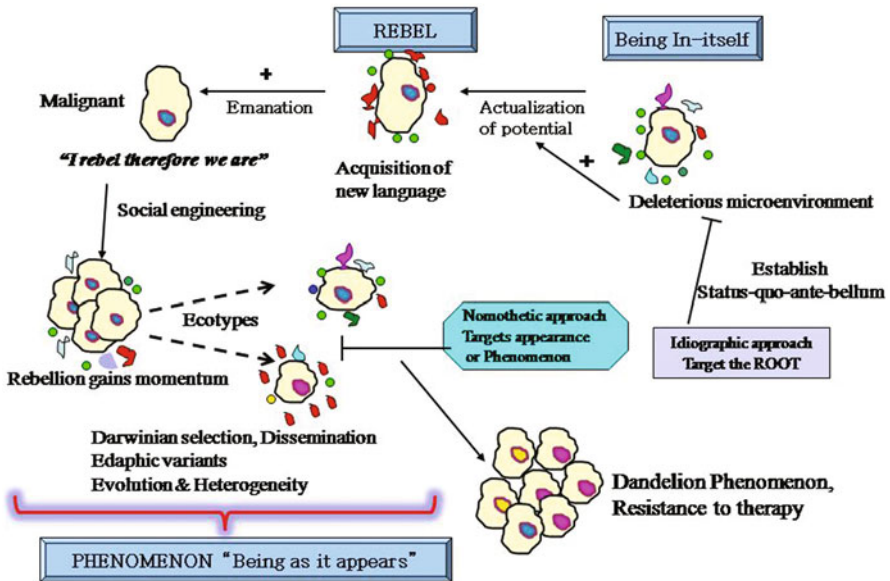 REBEL
Being In-itself
+
Malignant
Emanation
Actualization
of potential
+
"I rebel therefore we are"
Acquisition of
new language
Deleterious microenvironment
Social engineering
Establish
Status-quo-ante-bellum
Ecotypes
Nomothetic approach
Targets appearance
or Phenomenon
Idiographic approach
Target the ROOT
Rebellion gains momentum
Darwinian selection, Dissemination
Edaphic variants
Evolution & Heterogeneity
Dandelion Phenomenon,
Resistance to therapy
PHENOMENON "Being as it appears"